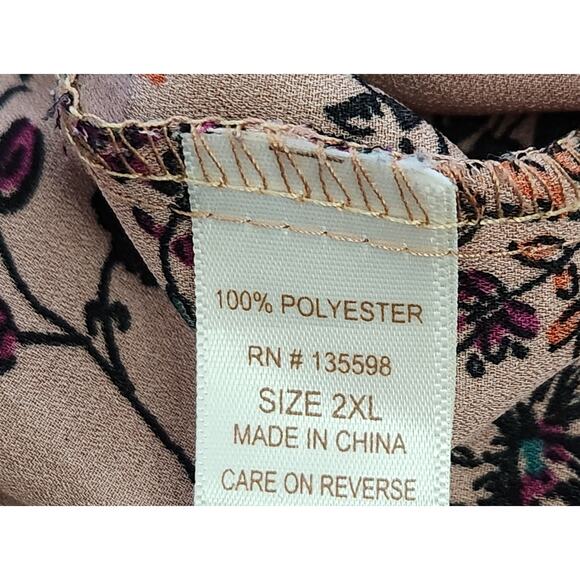 100% POLYESTER
RN # 135598
SIZE 2XL
MADE IN CHINA
CARE ON REVERSE